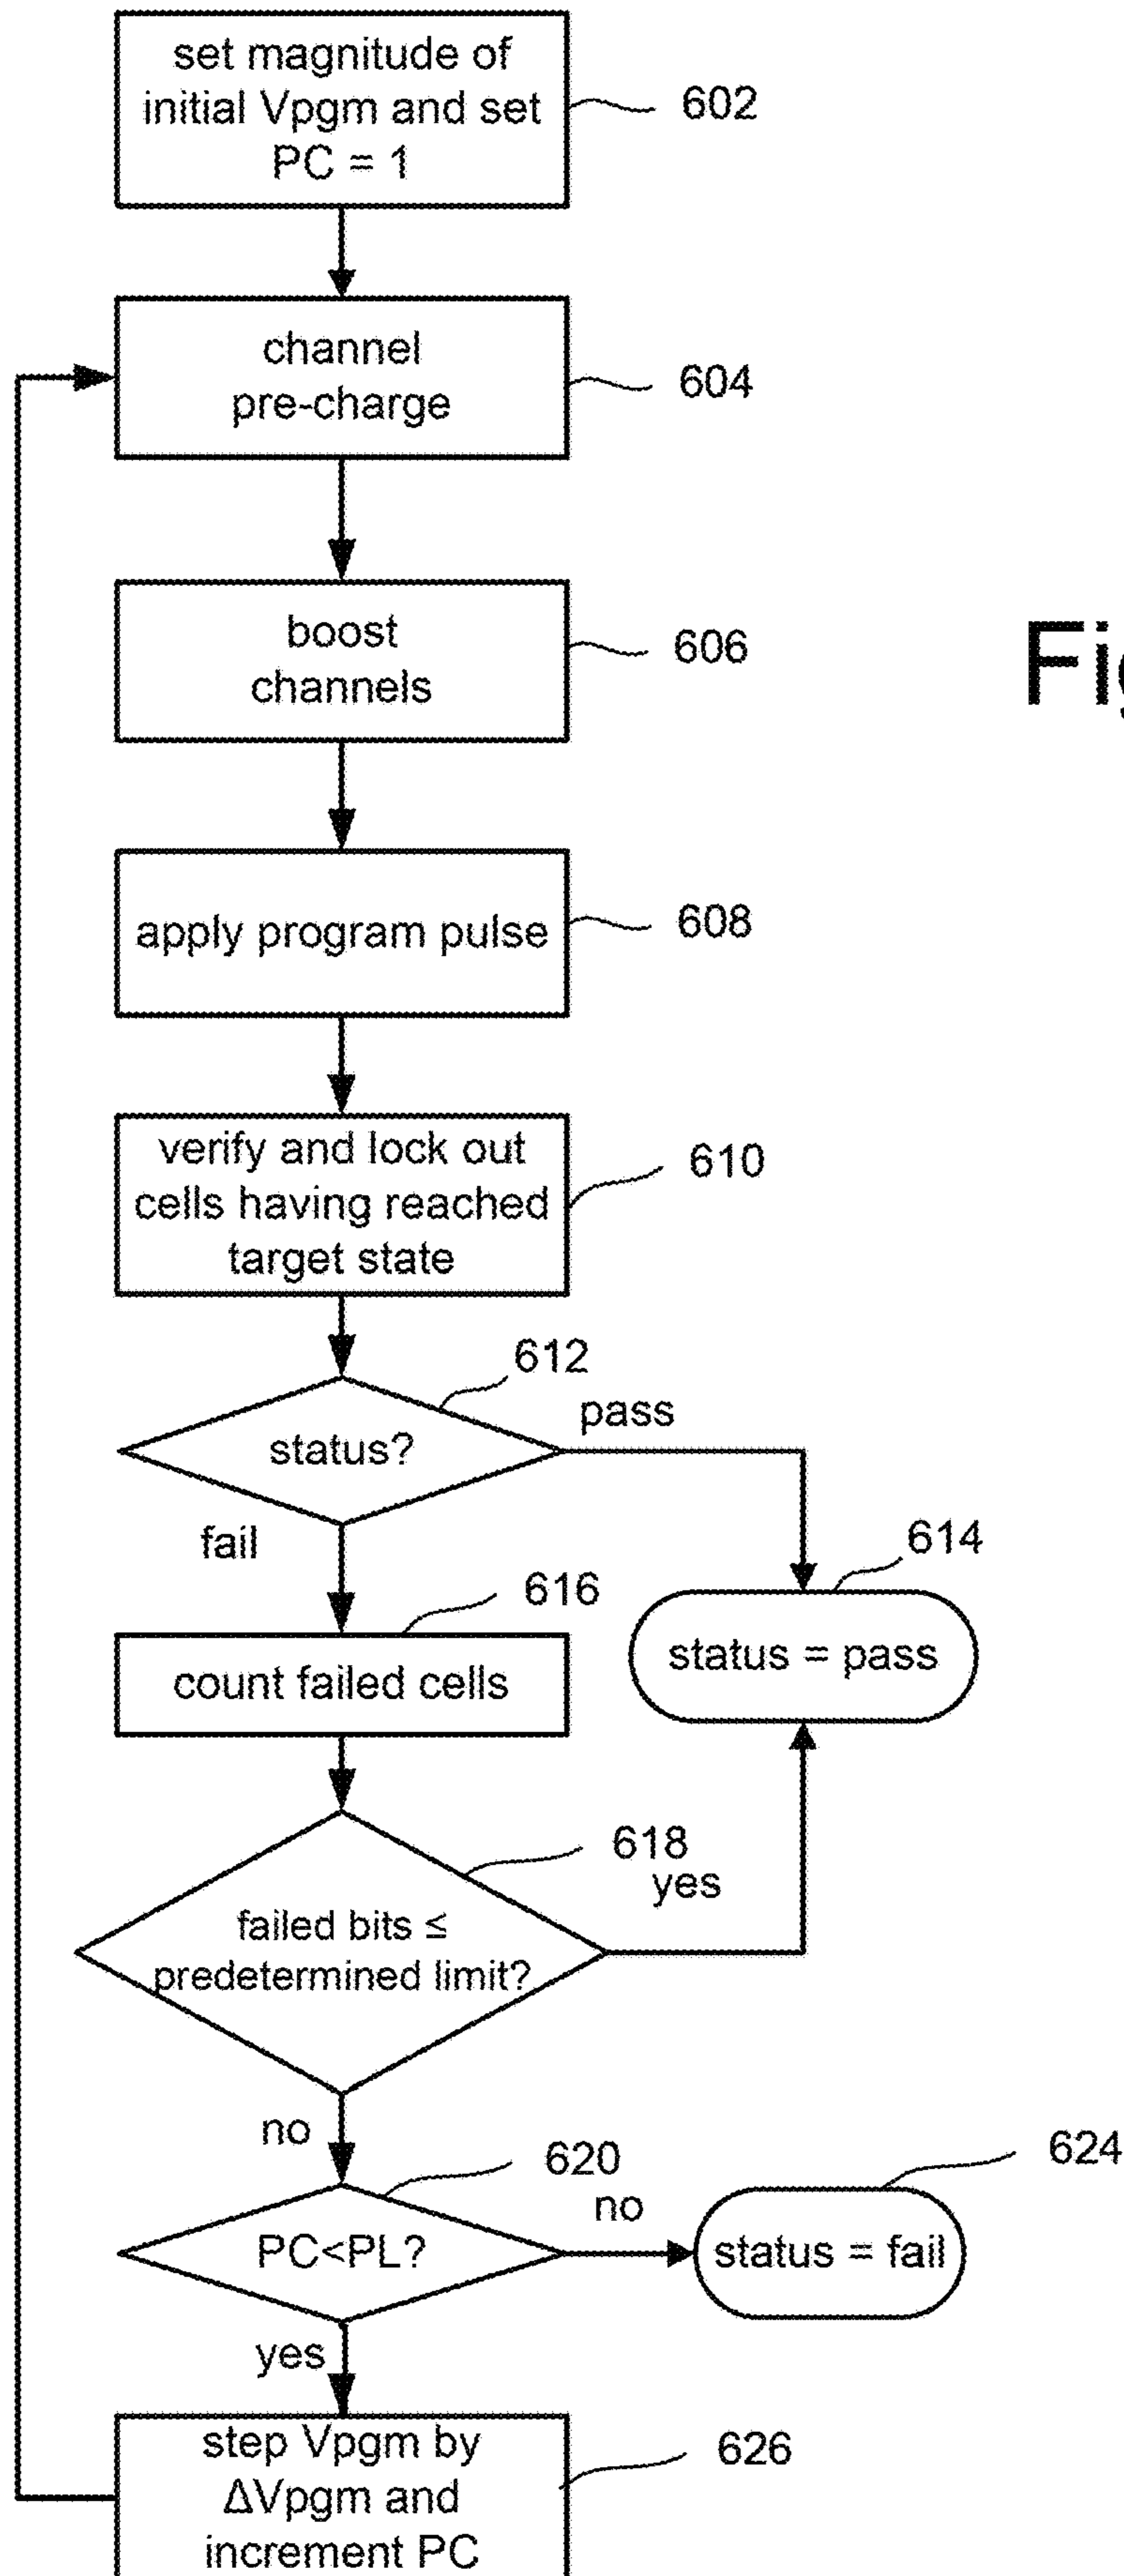 set magnitude of
initial Vpgm and set
PC = 1
602
channel
pre-charge
604
boost
channels
606
Fig
apply program pulse
608
verify and lock out
cells having reached
target state
610
612
status?
pass
fail
614
status = pass
616
count failed cells
618
yes
failed bits ≤
predetermined limit?
no
620
PC<PL?
no
624
status = fail
yes
step Vpgm by
ΔVpgm and
increment PC
626